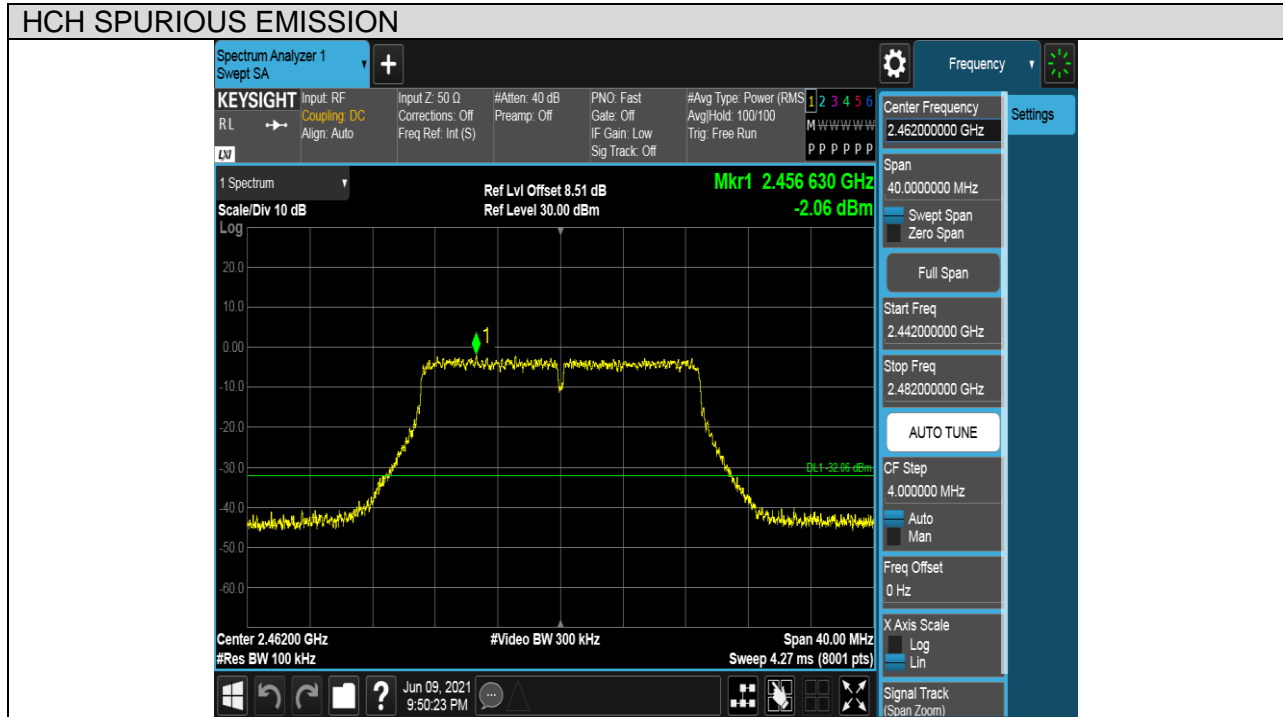 HCH SPURIOUS EMISSION
Spectrum Analyzer 1
Swept SA
+
Frequency
KEYSIGHT
RL
LXI
Input: RF
Coupling: DC
Align: Auto
Input Z: 50 Ω
Corrections: Off
Freq Ref: Int (S)
#Atten: 40 dB
Preamp: Off
PNO: Fast
Gate: Off
IF Gain: Low
Sig Track: Off
#Avg Type: Power (RMS
Avg|Hold: 100/100
Trig: Free Run
1 2 3 4 5 6
M W W W W W
P P P P P P
1 Spectrum
Scale/Div 10 dB
Log
Ref Lvl Offset 8.51 dB
Ref Level 30.00 dBm
Mkr1 2.456 630 GHz
-2.06 dBm
20.0
10.0
0.00
-10.0
-20.0
-30.0
-40.0
-50.0
-60.0
1
DL1 -32.06 dBm
Center 2.46200 GHz
#Res BW 100 kHz
#Video BW 300 kHz
Span 40.00 MHz
Sweep 4.27 ms (8001 pts)
?
Jun 09, 2021
9:50:23 PM
Center Frequency
2.462000000 GHz
Settings
Span
40.0000000 MHz
Swept Span
Zero Span
Full Span
Start Freq
2.442000000 GHz
Stop Freq
2.482000000 GHz
AUTO TUNE
CF Step
4.000000 MHz
Auto
Man
Freq Offset
0 Hz
X Axis Scale
Log
Lin
Signal Track
(Span Zoom)